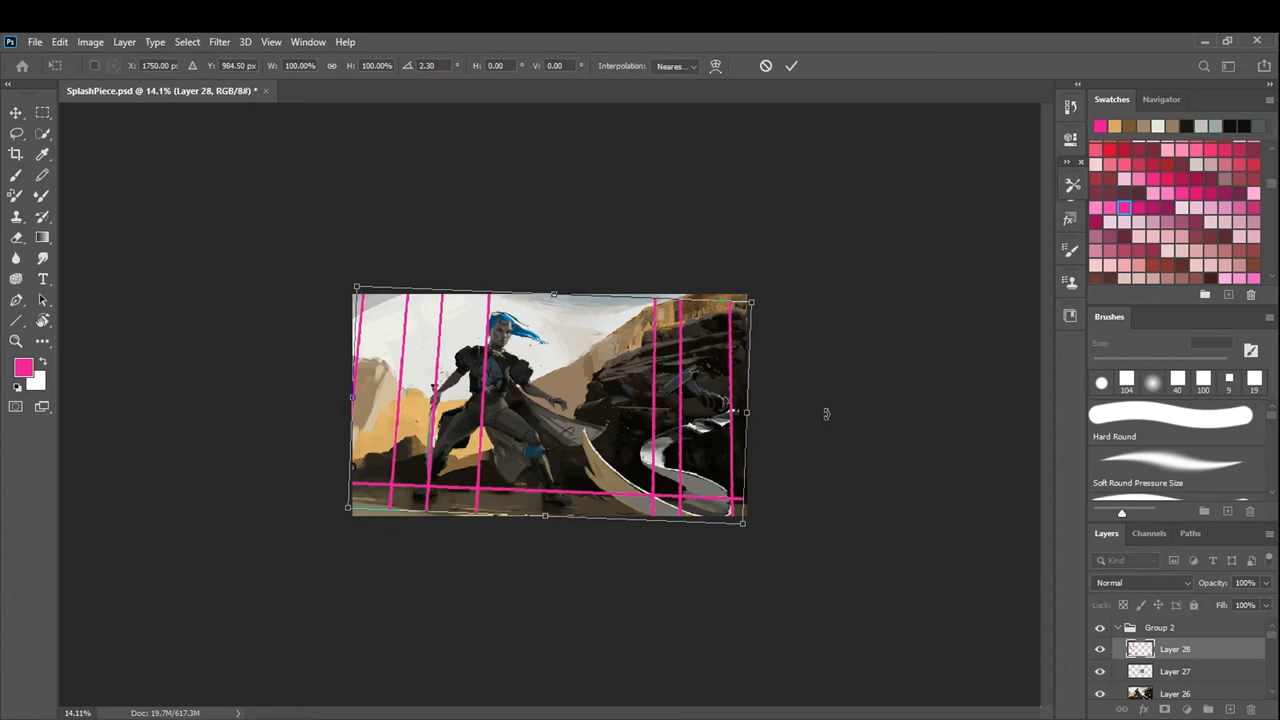 Ps File Edit Image Layer Type Select Filter 3D View Window Help
X: 1750.00 px Y: 984.50 px W: 100.00% H: 100.00% 2.30 ° H: 0.00 ° V: 0.00 ° Interpolation: Neares...
SplashPiece.psd @ 14.1% (Layer 28, RGB/8#) * ×
Swatches Navigator
Brushes
Size:
104 40 100 9 19
Hard Round
Soft Round Pressure Size
Layers Channels Paths
Kind
Normal Opacity: 100%
Lock: Fill: 100%
Group 2
Layer 28
Layer 27
Layer 26
14.11% Doc: 19.7M/617.3M